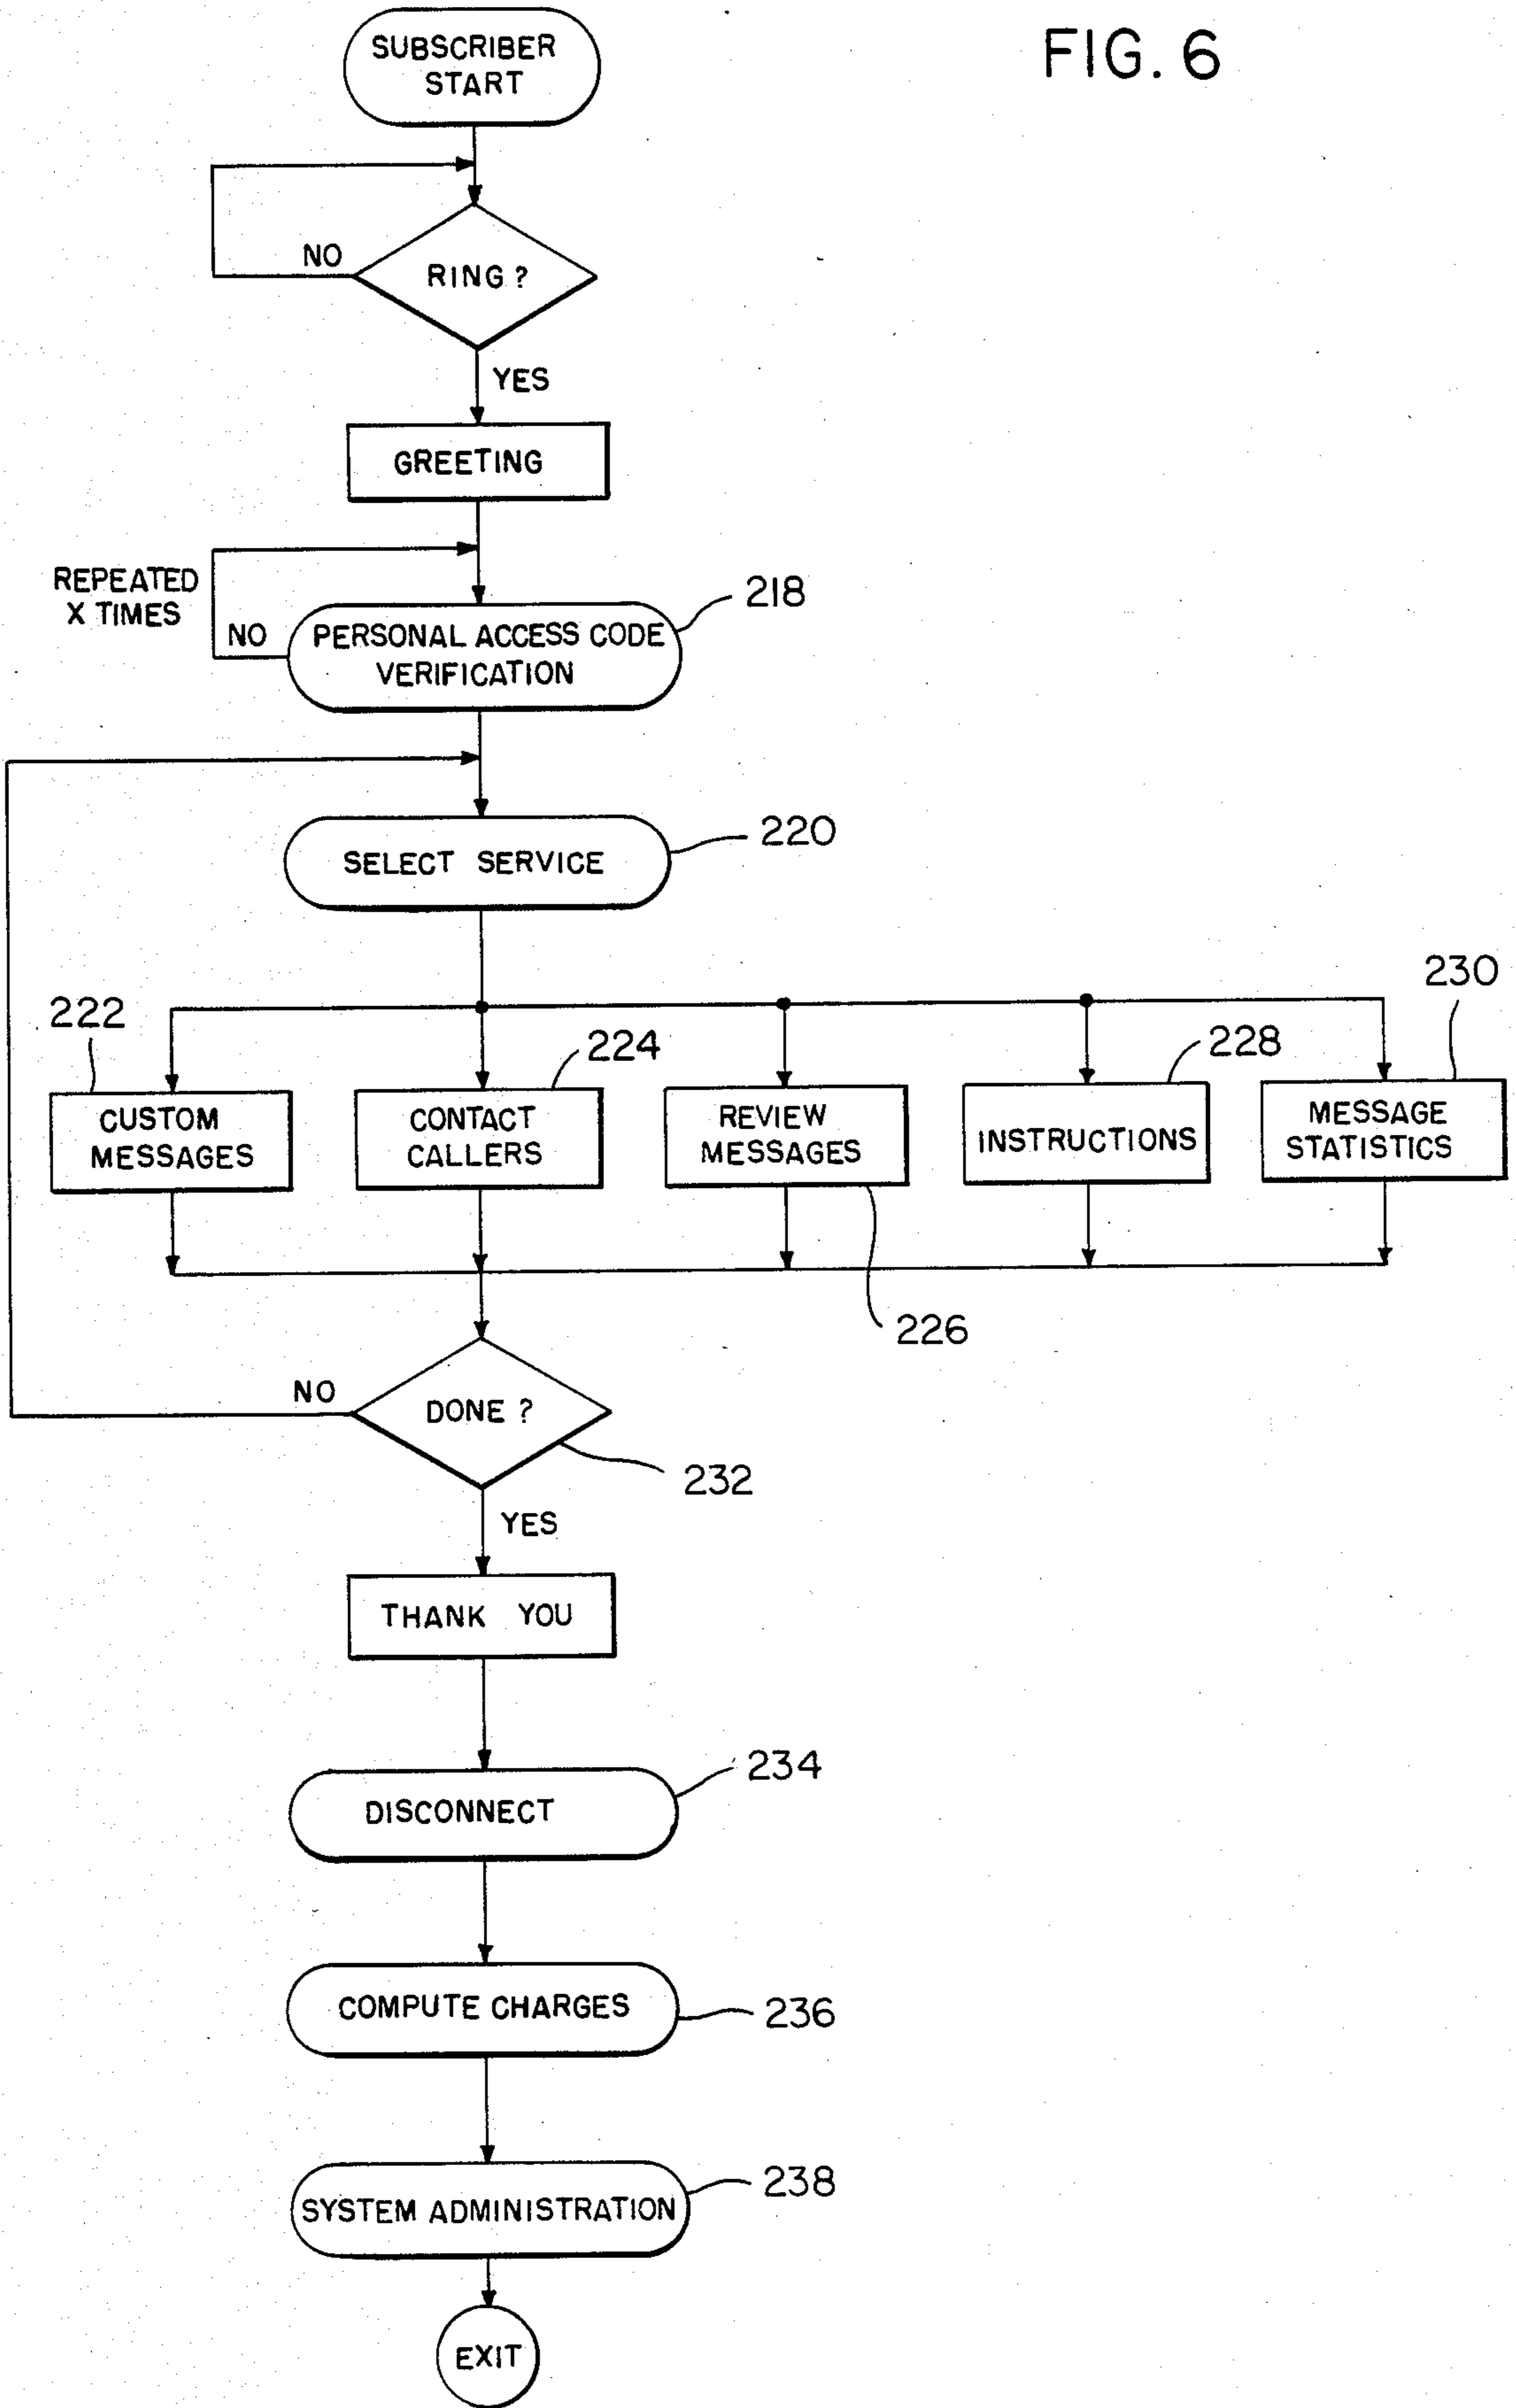 FIG. 6
SUBSCRIBER
START
NO
RING?
YES
GREETING
REPEATED
X TIMES
NO
PERSONAL ACCESS CODE
VERIFICATION
218
SELECT SERVICE
220
222
224
228
230
CUSTOM
MESSAGES
CONTACT
CALLERS
REVIEW
MESSAGES
INSTRUCTIONS
MESSAGE
STATISTICS
226
NO
DONE?
232
YES
THANK YOU
DISCONNECT
234
COMPUTE CHARGES
236
SYSTEM ADMINISTRATION
238
EXIT